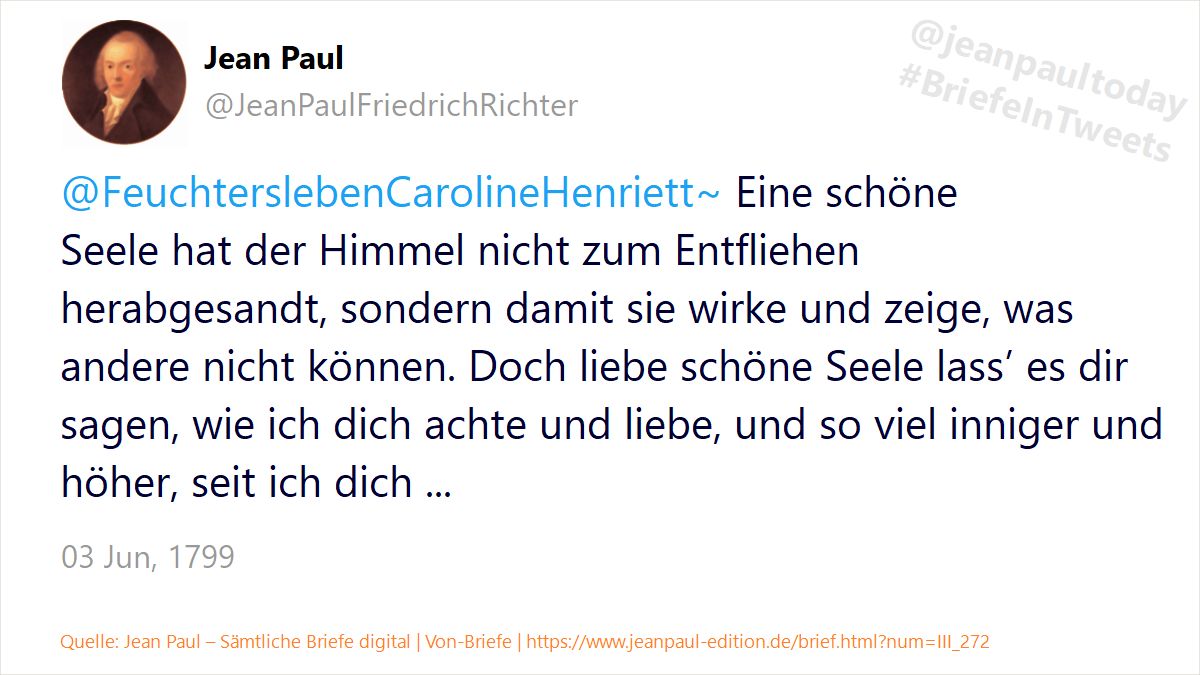 Jean Paul
@JeanPaulFriedrichRichter
@jeanpaultoday
#BriefeInTweets
@FeuchterslebenCarolineHenriett~ Eine schöne
Seele hat der Himmel nicht zum Entfliehen
herabgesandt, sondern damit sie wirke und zeige, was
andere nicht können. Doch liebe schöne Seele lass’ es dir
sagen, wie ich dich achte und liebe, und so viel inniger und
höher, seit ich dich ...
03 Jun, 1799
Quelle: Jean Paul – Sämtliche Briefe digital | Von-Briefe | https://www.jeanpaul-edition.de/brief.html?num=III_272